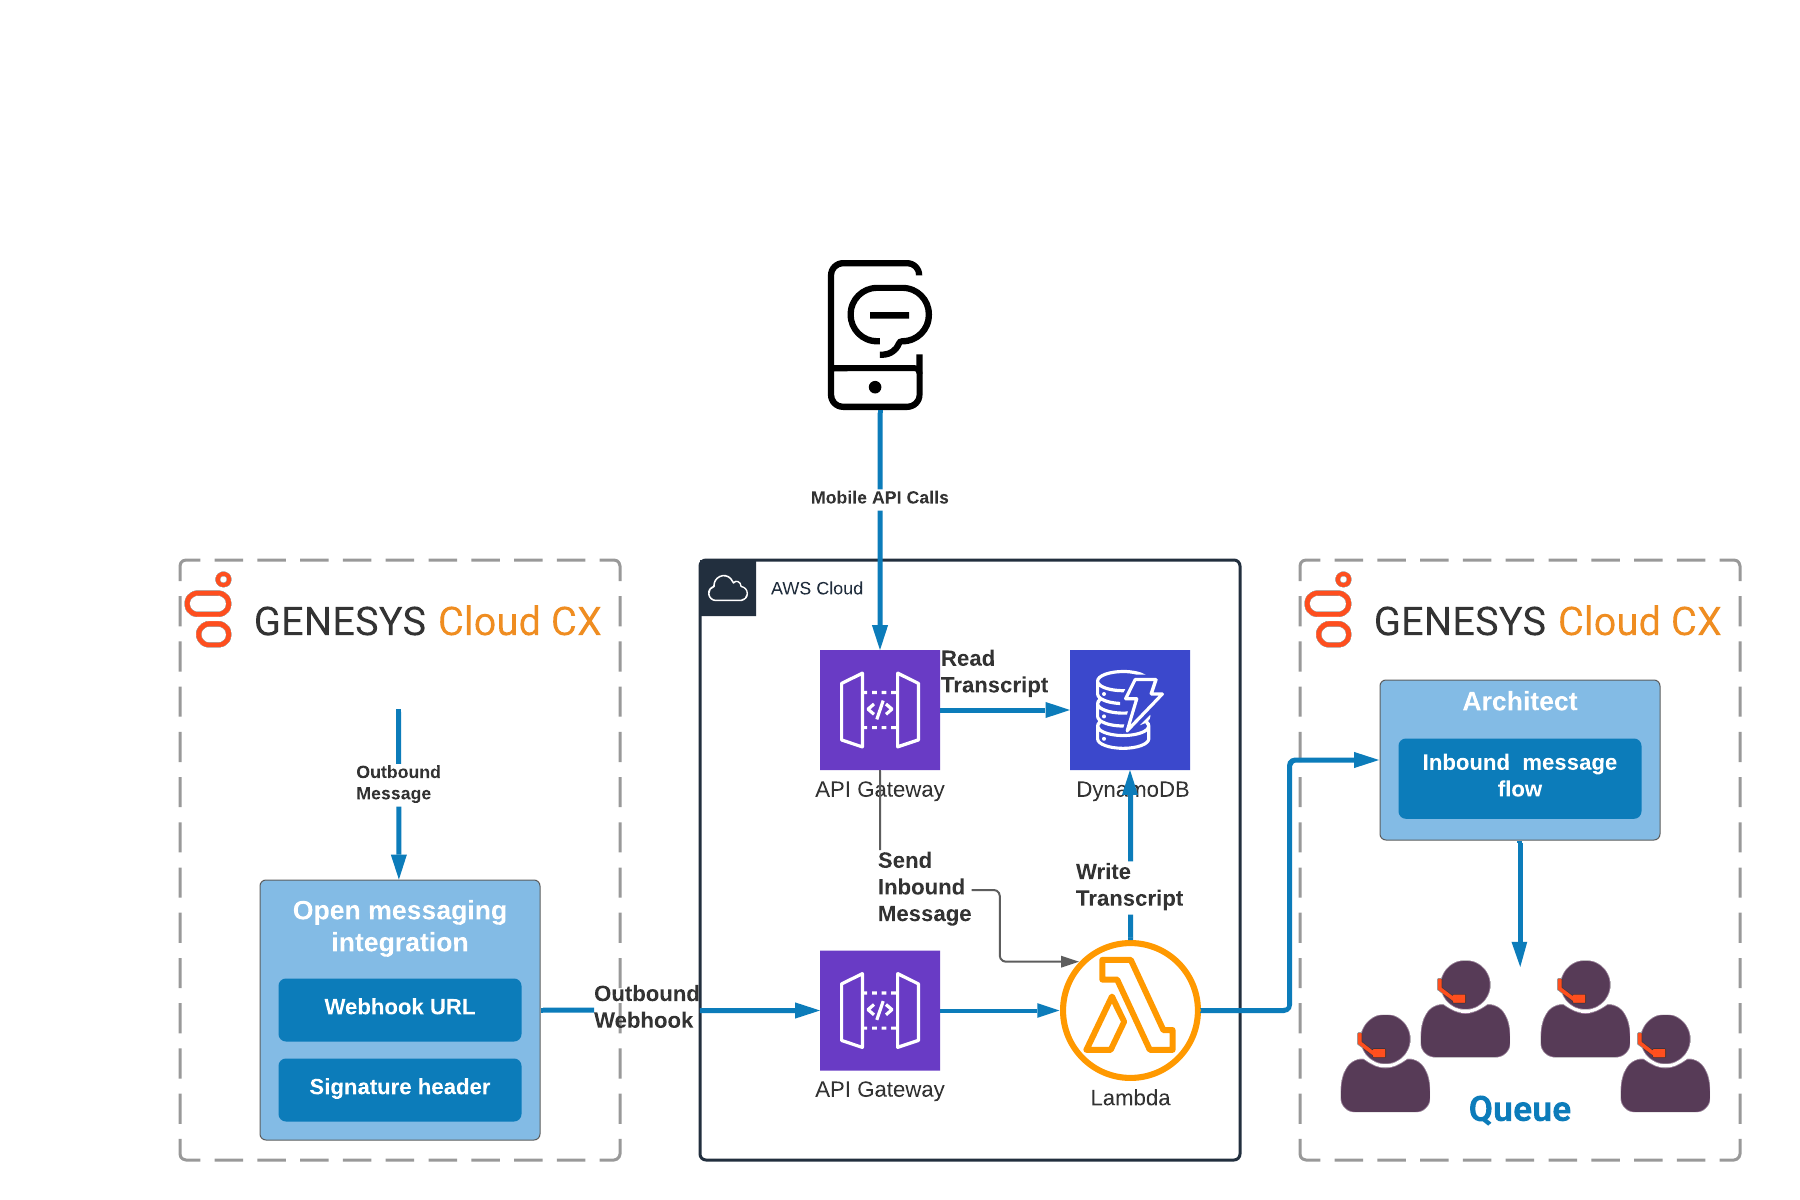 Mobile API Calls
GENESYS Cloud CX
Outbound
Message
Open messaging
integration
Webhook URL
Signature header
Outbound
Webhook
AWS Cloud
Read
Transcript
API Gateway
DynamoDB
Send
Inbound
Message
Write
Transcript
API Gateway
Lambda
GENESYS Cloud CX
Architect
Inbound message
flow
Queue